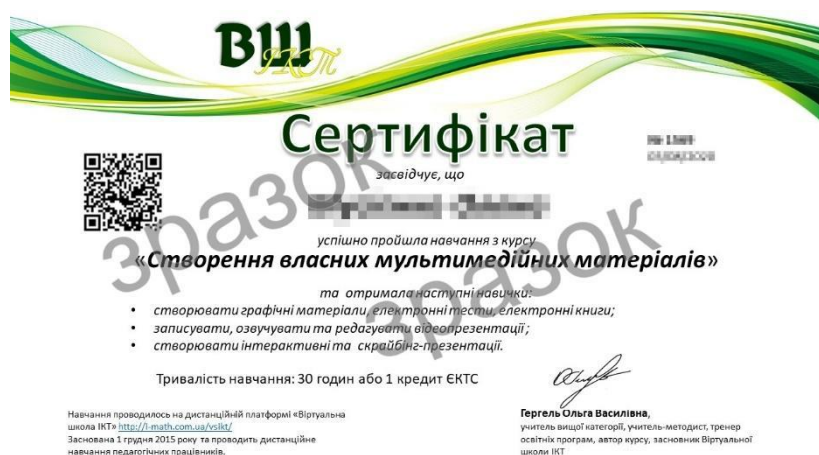 ВШ
ІКТ
Сертифікат
засвідчує, що
успішно пройшла навчання з курсу
«Створення власних мультимедійних матеріалів»
та отримала наступні навички:
• створювати графічні матеріали, електронні тести, електронні книги;
• записувати, озвучувати та редагувати відеопрезентації;
• створювати інтерактивні та скрайбінг-презентації.
Тривалість навчання: 30 годин або 1 кредит ЄКТС
Навчання проводилось на дистанційній платформі «Віртуальна
школа ІКТ» http://i-math.com.ua/vsikt/
Заснована 1 грудня 2015 року та проводить дистанційне
навчання педагогічних працівників.
Гергель Ольга Василівна,
учитель вищої категорії, учитель-методист, тренер
освітніх програм, автор курсу, засновник Віртуальної
школи ІКТ
зразок
зразок